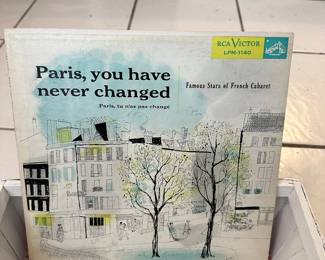 RCA VICTOR
LPM-1140
Paris, you have
never changed
Famous Stars of French Cabaret
Paris, tu n'as pas changé